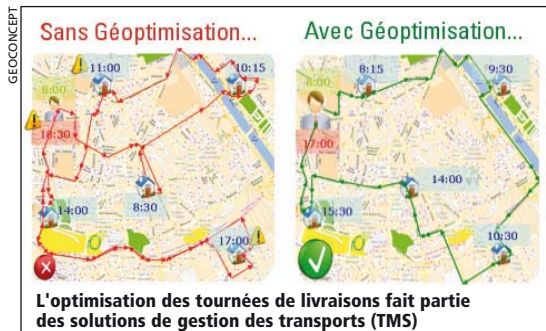 GEOCONCEPT
Sans Géoptimisation...
Avec Géoptimisation...
11:00
10:15
8:00
18:30
14:00
8:30
17:00
8:15
9:30
8:00
17:00
14:00
15:30
10:30
L'optimisation des tournées de livraisons fait partie
des solutions de gestion des transports (TMS)